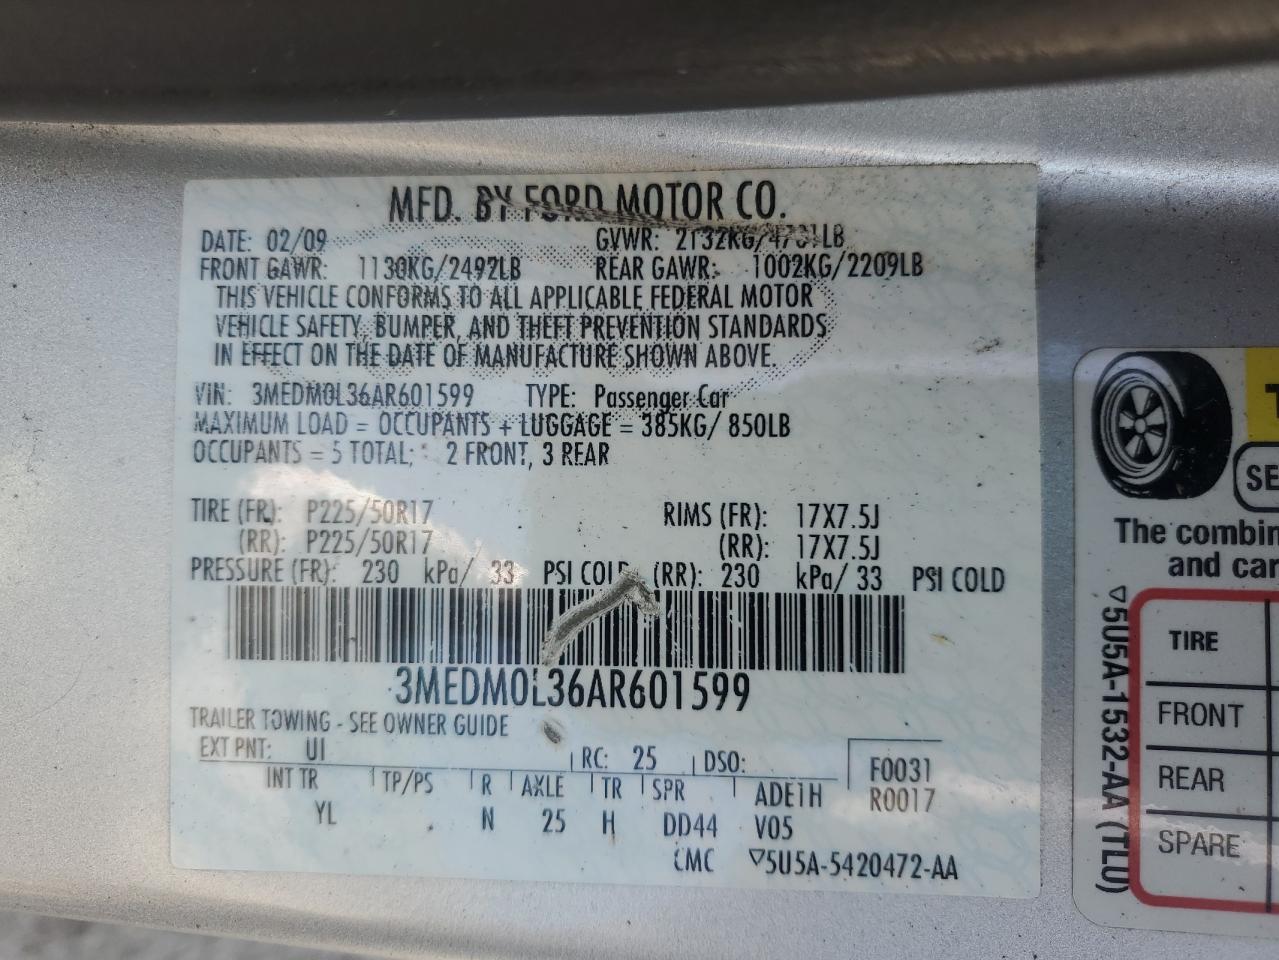 MFD. BY FORD MOTOR CO.
DATE: 02/09 GVWR: 2132KG/4701LB
FRONT GAWR: 1130KG/2492LB REAR GAWR: 1002KG/2209LB
THIS VEHICLE CONFORMS TO ALL APPLICABLE FEDERAL MOTOR
VEHICLE SAFETY, BUMPER, AND THEFT PREVENTION STANDARDS
IN EFFECT ON THE DATE OF MANUFACTURE SHOWN ABOVE.
VIN: 3MEDM0L36AR601599 TYPE: Passenger Car
MAXIMUM LOAD = OCCUPANTS + LUGGAGE = 385KG/ 850LB
OCCUPANTS = 5 TOTAL; 2 FRONT, 3 REAR
TIRE (FR): P225/50R17 RIMS (FR): 17X7.5J
(RR): P225/50R17 (RR): 17X7.5J
PRESSURE (FR): 230 kPa/ 33 PSI COLD (RR): 230 kPa/ 33 PSI COLD
3MEDM0L36AR601599
TRAILER TOWING - SEE OWNER GUIDE
EXT PNT: UI RC: 25 DSO: F0031
INT TR TP/PS R AXLE TR SPR ADE1H R0017
YL N 25 H DD44 V05
CMC ▽5U5A-5420472-AA
T
SE
The combin
and car
TIRE
FRONT
REAR
SPARE
▽5U5A-1532-AA (TLU)